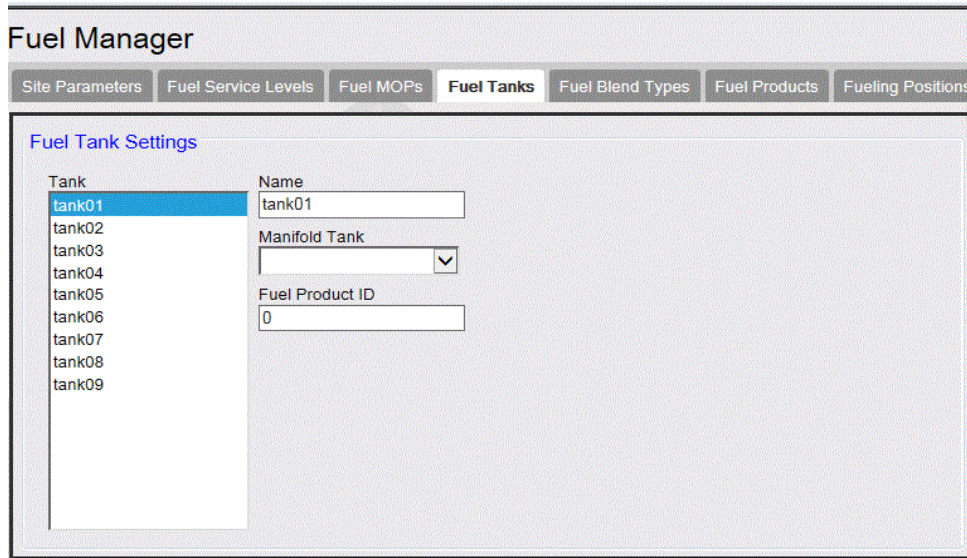 Fuel Manager
Site Parameters Fuel Service Levels Fuel MOPs Fuel Tanks Fuel Blend Types Fuel Products Fueling Positions
Fuel Tank Settings
Tank
tank01
tank02
tank03
tank04
tank05
tank06
tank07
tank08
tank09
Name
tank01
Manifold Tank
Fuel Product ID
0